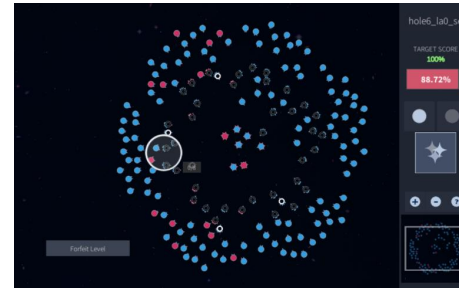 hole6_la0_s
TARGET SCORE
100%
88.72%
Forfeit Level